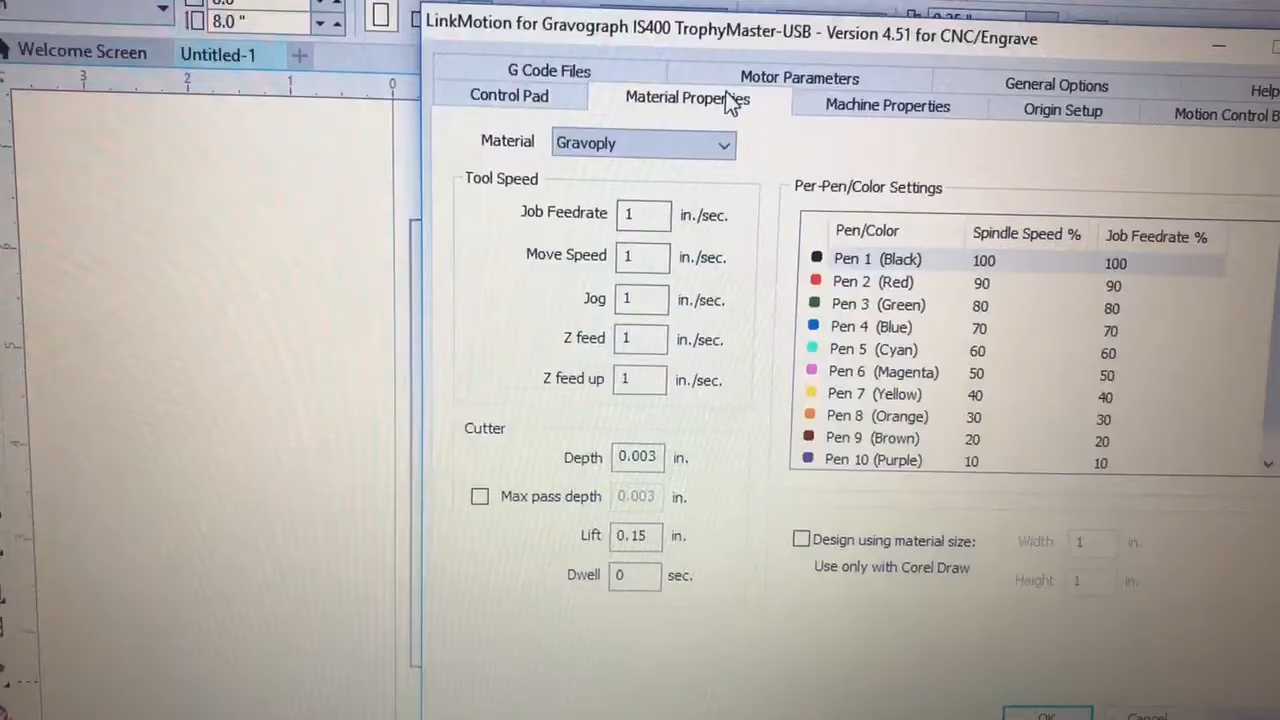 8.0 "
LinkMotion for Gravograph IS400 TrophyMaster-USB - Version 4.51 for CNC/Engrave
Welcome Screen
Untitled-1
3
2
1
0
G Code Files
Motor Parameters
General Options
Help
Control Pad
Material Properties
Machine Properties
Origin Setup
Motion Control B
Material
Gravoply
Tool Speed
Job Feedrate 1 in./sec.
Move Speed 1 in./sec.
Jog 1 in./sec.
Z feed 1 in./sec.
Z feed up 1 in./sec.
Cutter
Depth 0.003 in.
Max pass depth 0.003 in.
Lift 0.15 in.
Dwell 0 sec.
Per-Pen/Color Settings
Pen/Color Spindle Speed % Job Feedrate %
Pen 1 (Black) 100 100
Pen 2 (Red) 90 90
Pen 3 (Green) 80 80
Pen 4 (Blue) 70 70
Pen 5 (Cyan) 60 60
Pen 6 (Magenta) 50 50
Pen 7 (Yellow) 40 40
Pen 8 (Orange) 30 30
Pen 9 (Brown) 20 20
Pen 10 (Purple) 10 10
Design using material size:
Use only with Corel Draw
Width 1 in.
Height 1 in.
OK
Cancel